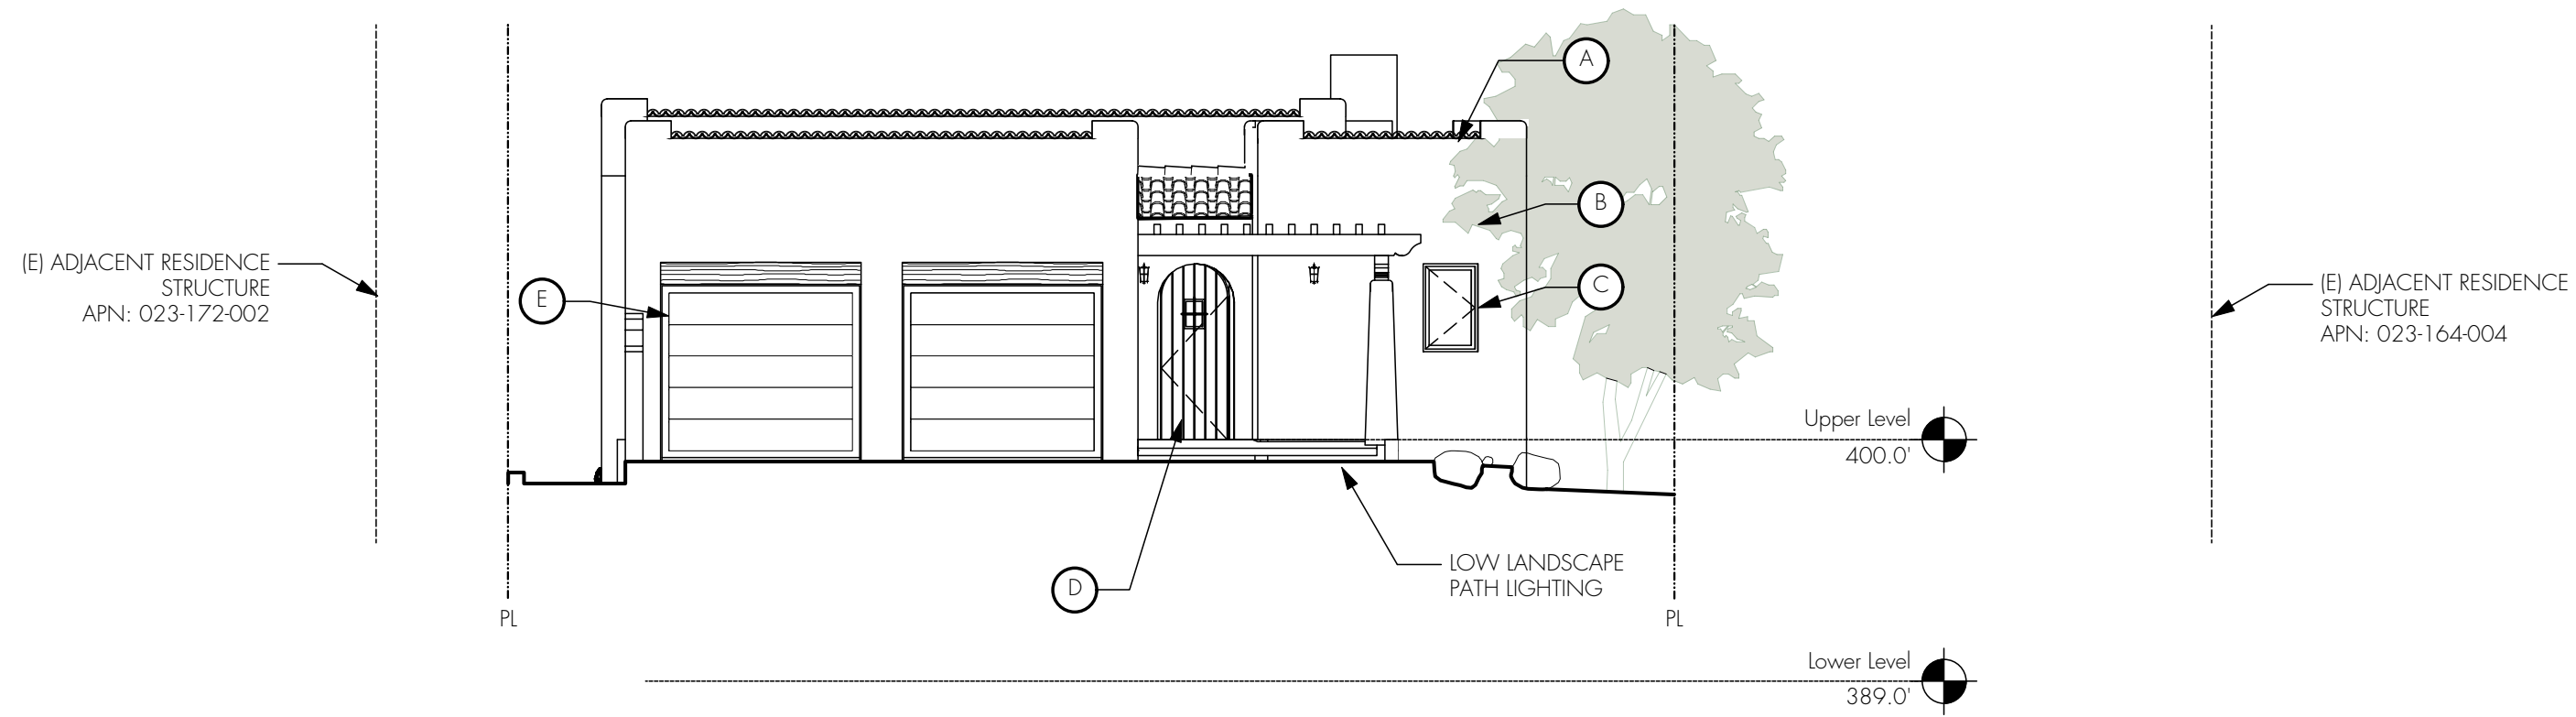 A
B
(E) ADJACENT RESIDENCE
STRUCTURE
APN: 023-172-002
E
C
(E) ADJACENT RESIDENCE
STRUCTURE
APN: 023-164-004
Upper Level
400.0'
D
LOW LANDSCAPE
PATH LIGHTING
PL
PL
Lower Level
389.0'